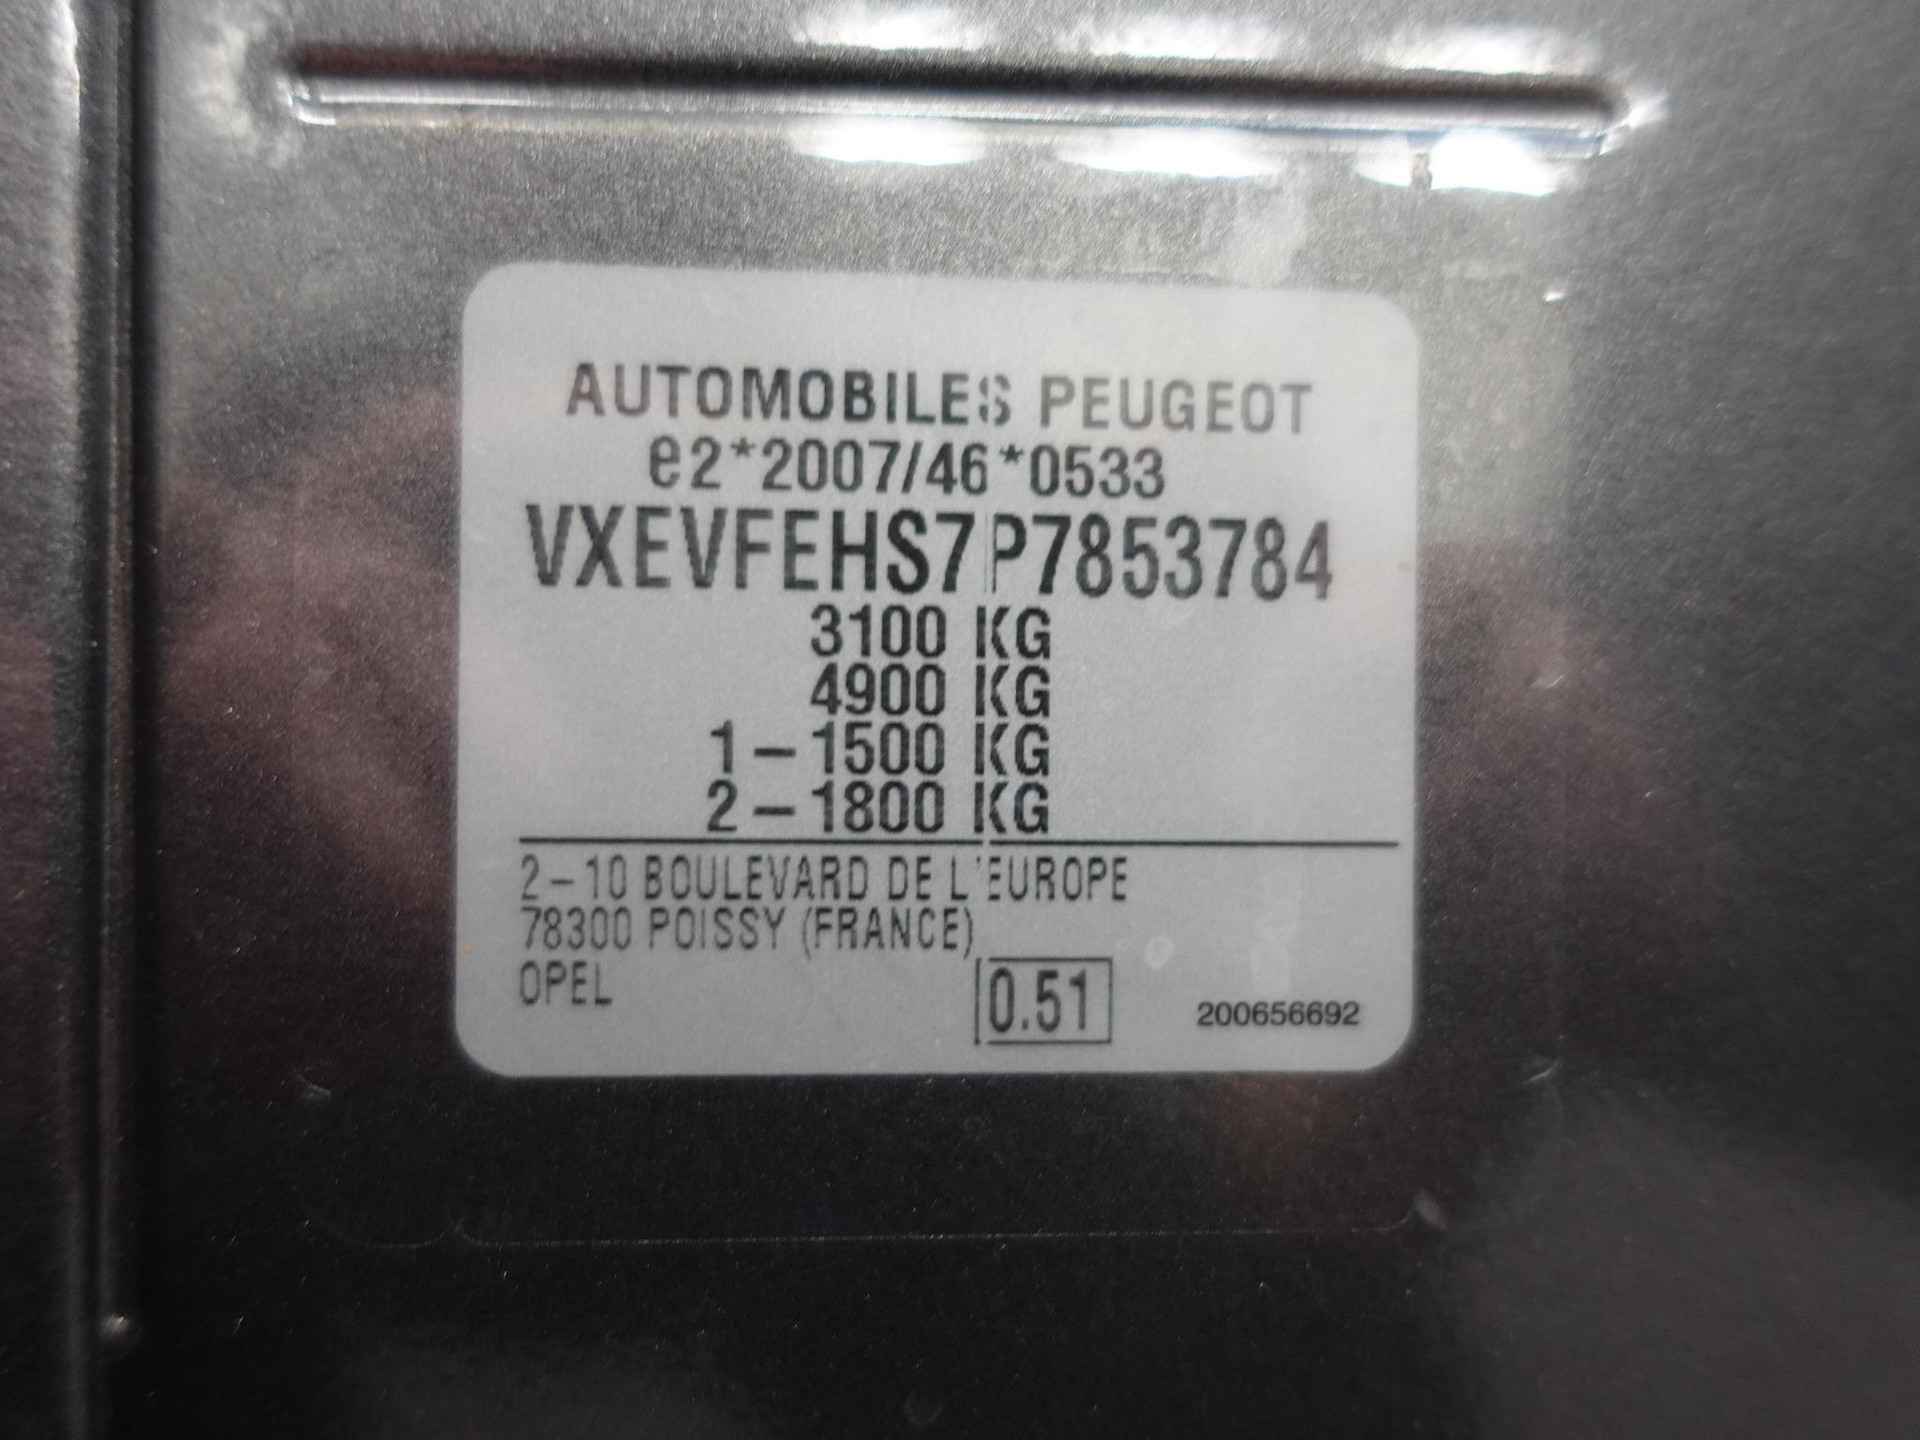 AUTOMOBILES PEUGEOT
e2*2007/46*0533
VXEVFEHS7P7853784
3100 KG
4900 KG
1-1500 KG
2-1800 KG
2-10 BOULEVARD DE L'EUROPE
78300 POISSY (FRANCE)
OPEL
0.51
200656692